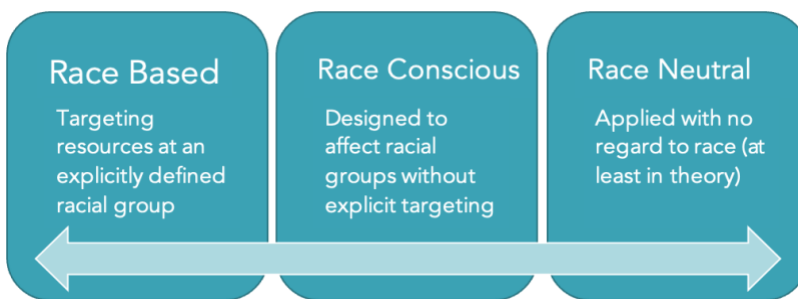 Race Based
Targeting
resources at an
explicitly defined
racial group
Race Conscious
Designed to
affect racial
groups without
explicit targeting
Race Neutral
Applied with no
regard to race (at
least in theory)